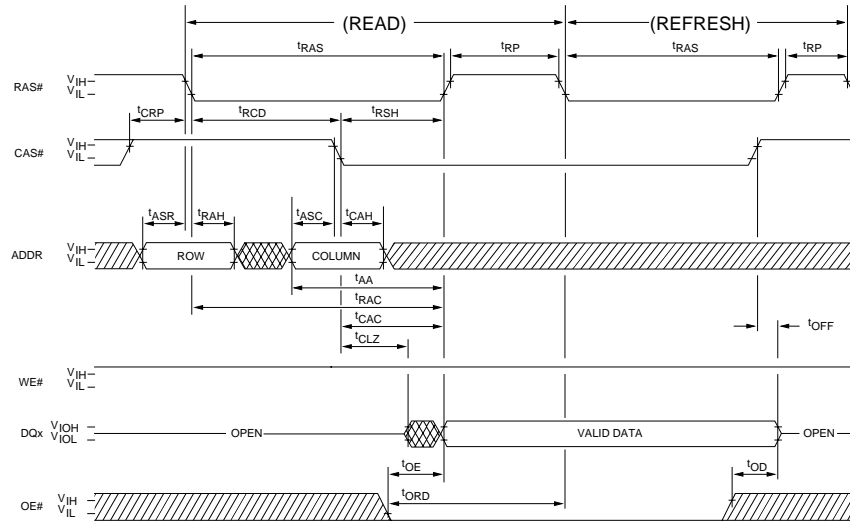 (READ) (REFRESH)
tRAS tRP tRAS tRP
RAS# VIH VIL
tCRP tRCD tRSH
CAS# VIH VIL
tASR tRAH tASC tCAH
ADDR VIH VIL ROW COLUMN
tAA
tRAC
tCAC
tCLZ tOFF
WE# VIH VIL
DQx VIOH VIOL OPEN VALID DATA OPEN
tOE tOD
tORD
OE# VIH VIL